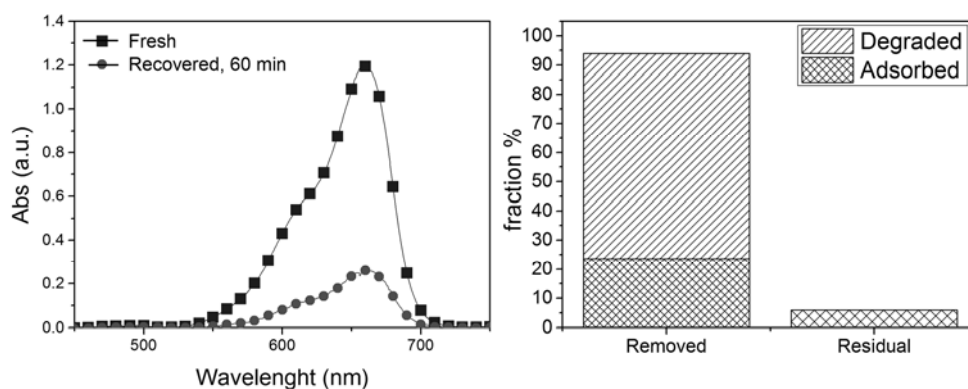 Fresh
Recovered, 60 min
Abs (a.u.)
1.4
1.2
1.0
0.8
0.6
0.4
0.2
0.0
500
600
700
Wavelenght (nm)
Degraded
Adsorbed
fraction %
100
90
80
70
60
50
40
30
20
10
0
Removed
Residual